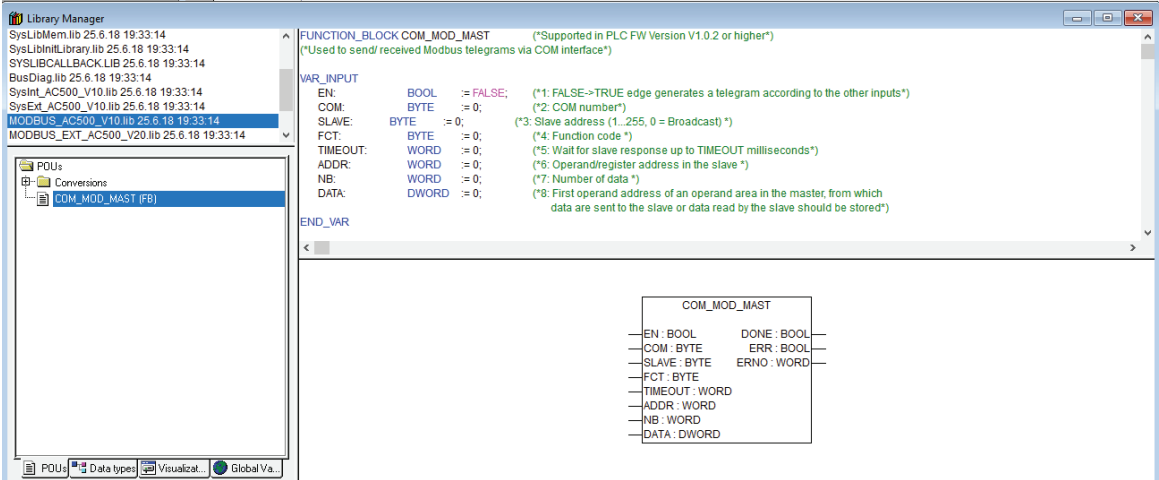 Library Manager
SysLibMem.lib 25.6.18 19:33:14
SysLibInitLibrary.lib 25.6.18 19:33:14
SYSLIBCALLBACK.LIB 25.6.18 19:33:14
BusDiag.lib 25.6.18 19:33:14
SysInt_AC500_V10.lib 25.6.18 19:33:14
SysExt_AC500_V10.lib 25.6.18 19:33:14
MODBUS_AC500_V10.lib 25.6.18 19:33:14
MODBUS_EXT_AC500_V20.lib 25.6.18 19:33:14
POUs
Conversions
COM_MOD_MAST (FB)
POUs Data types Visualizat... Global Va...
FUNCTION_BLOCK COM_MOD_MAST (*Supported in PLC FW Version V1.0.2 or higher*)
(*Used to send/ received Modbus telegrams via COM interface*)
VAR_INPUT
EN: BOOL := FALSE; (*1: FALSE->TRUE edge generates a telegram according to the other inputs*)
COM: BYTE := 0; (*2: COM number*)
SLAVE: BYTE := 0; (*3: Slave address (1...255, 0 = Broadcast) *)
FCT: BYTE := 0; (*4: Function code *)
TIMEOUT: WORD := 0; (*5: Wait for slave response up to TIMEOUT milliseconds*)
ADDR: WORD := 0; (*6: Operand/register address in the slave *)
NB: WORD := 0; (*7: Number of data *)
DATA: DWORD := 0; (*8: First operand address of an operand area in the master, from which
data are sent to the slave or data read by the slave should be stored*)
END_VAR
COM_MOD_MAST
EN : BOOL DONE : BOOL
COM : BYTE ERR : BOOL
SLAVE : BYTE ERNO : WORD
FCT : BYTE
TIMEOUT : WORD
ADDR : WORD
NB : WORD
DATA : DWORD